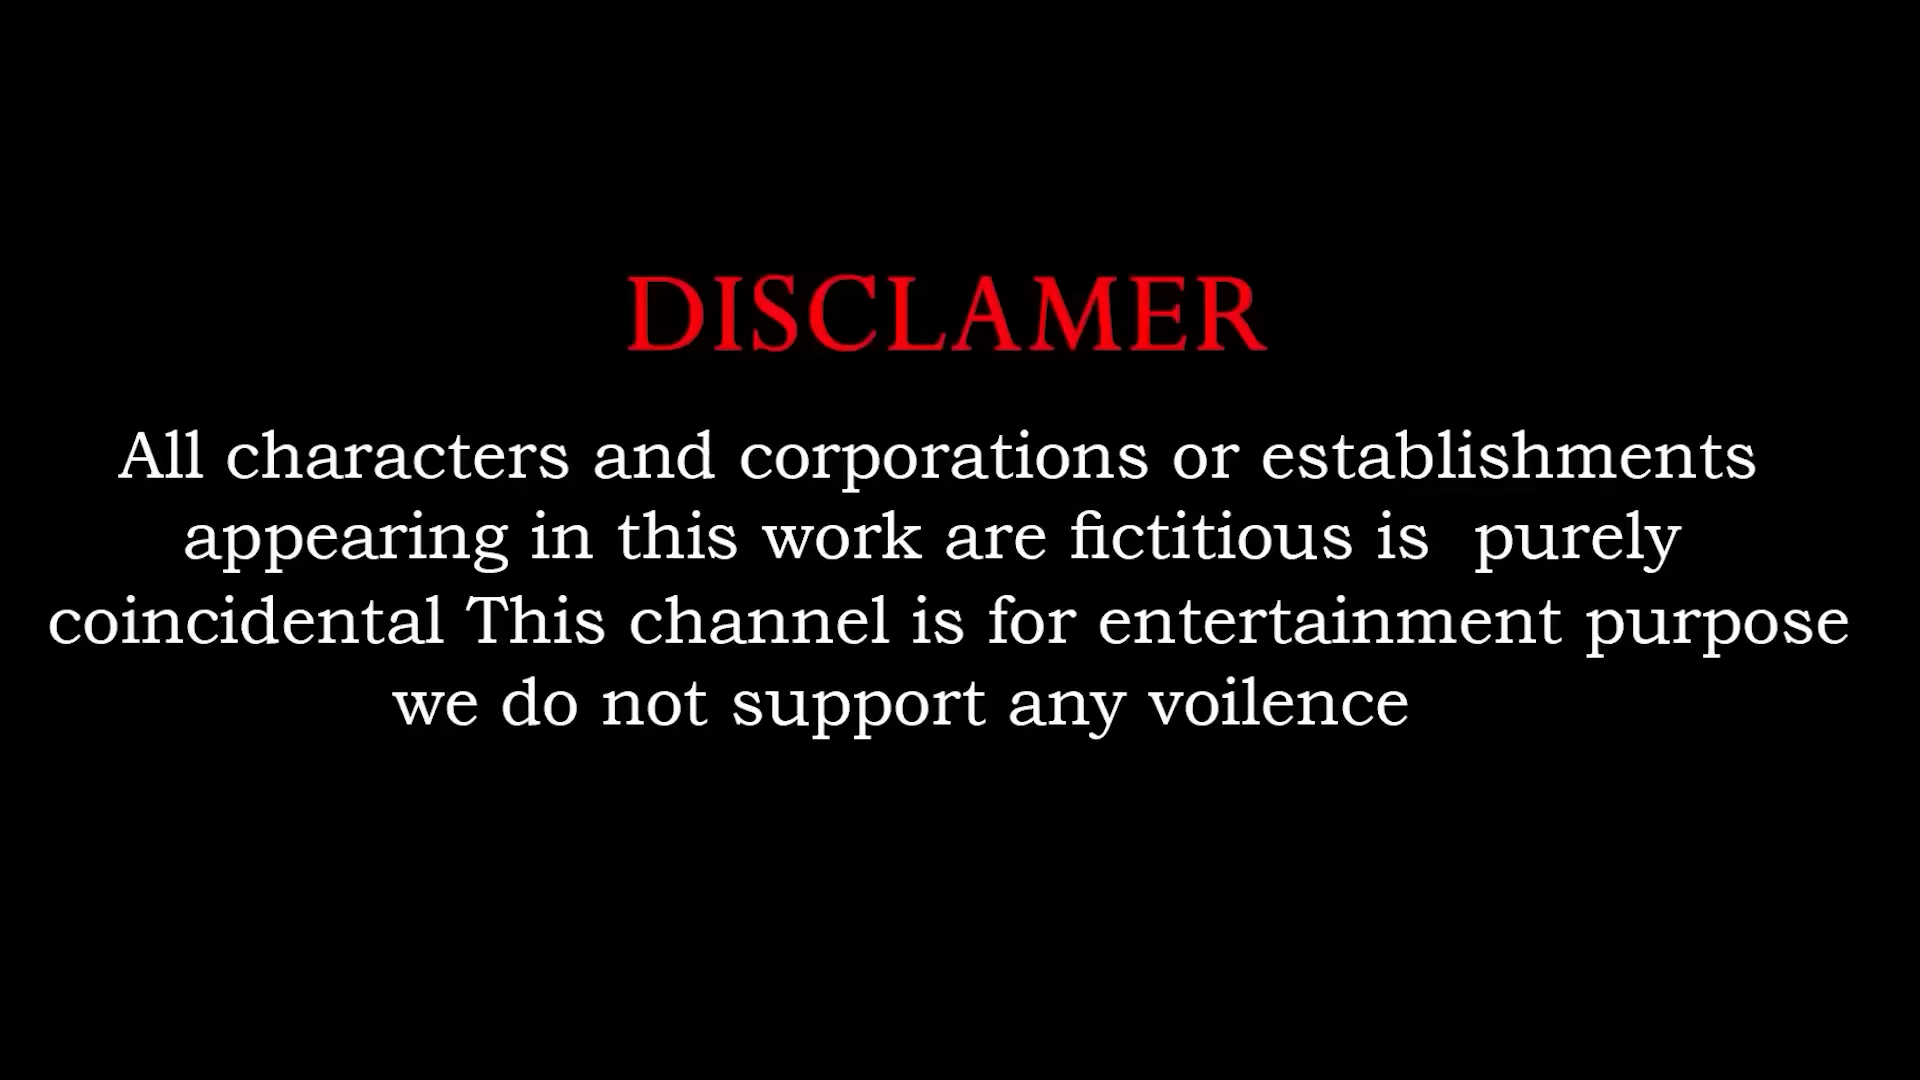 DISCLAMER
All characters and corporations or establishments
appearing in this work are fictitious is  purely
coincidental This channel is for entertainment purpose
we do not support any voilence